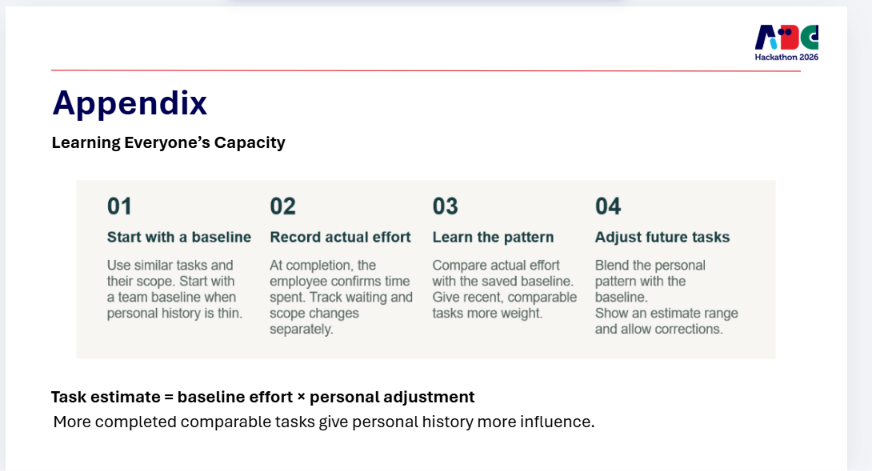 ADC
Hackathon 2026
Appendix
Learning Everyone’s Capacity
01
Start with a baseline
Use similar tasks and
their scope. Start with
a team baseline when
personal history is thin.
02
Record actual effort
At completion, the
employee confirms time
spent. Track waiting and
scope changes
separately.
03
Learn the pattern
Compare actual effort
with the saved baseline.
Give recent, comparable
tasks more weight.
04
Adjust future tasks
Blend the personal
pattern with the
baseline.
Show an estimate range
and allow corrections.
Task estimate = baseline effort × personal adjustment
More completed comparable tasks give personal history more influence.